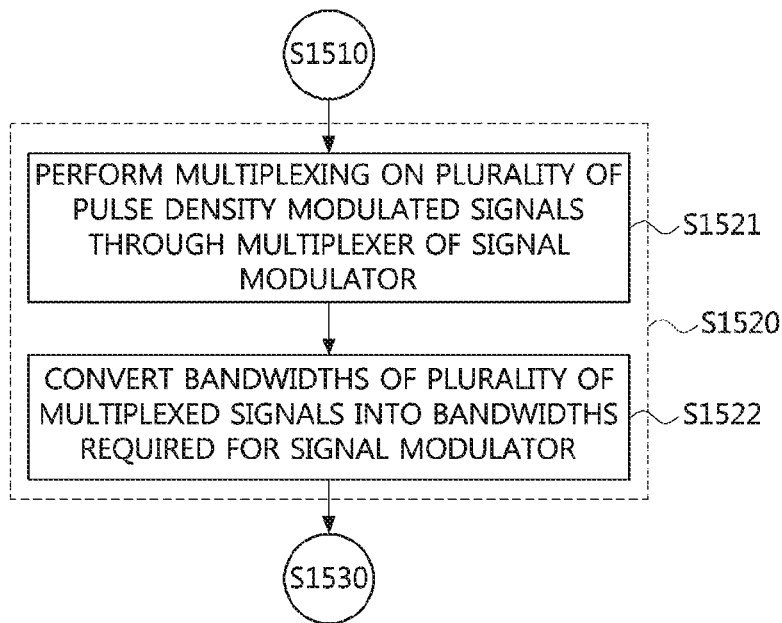 S1510
PERFORM MULTIPLEXING ON PLURALITY OF
PULSE DENSITY MODULATED SIGNALS
THROUGH MULTIPLEXER OF SIGNAL
MODULATOR
S1521
S1520
CONVERT BANDWIDTHS OF PLURALITY OF
MULTIPLEXED SIGNALS INTO BANDWIDTHS
REQUIRED FOR SIGNAL MODULATOR
S1522
S1530